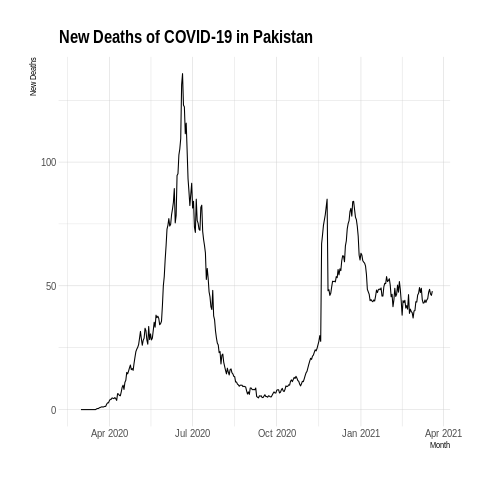 New Deaths of COVID-19 in Pakistan
New Deaths
100
50
0
Apr 2020 Jul 2020 Oct 2020 Jan 2021 Apr 2021
Month